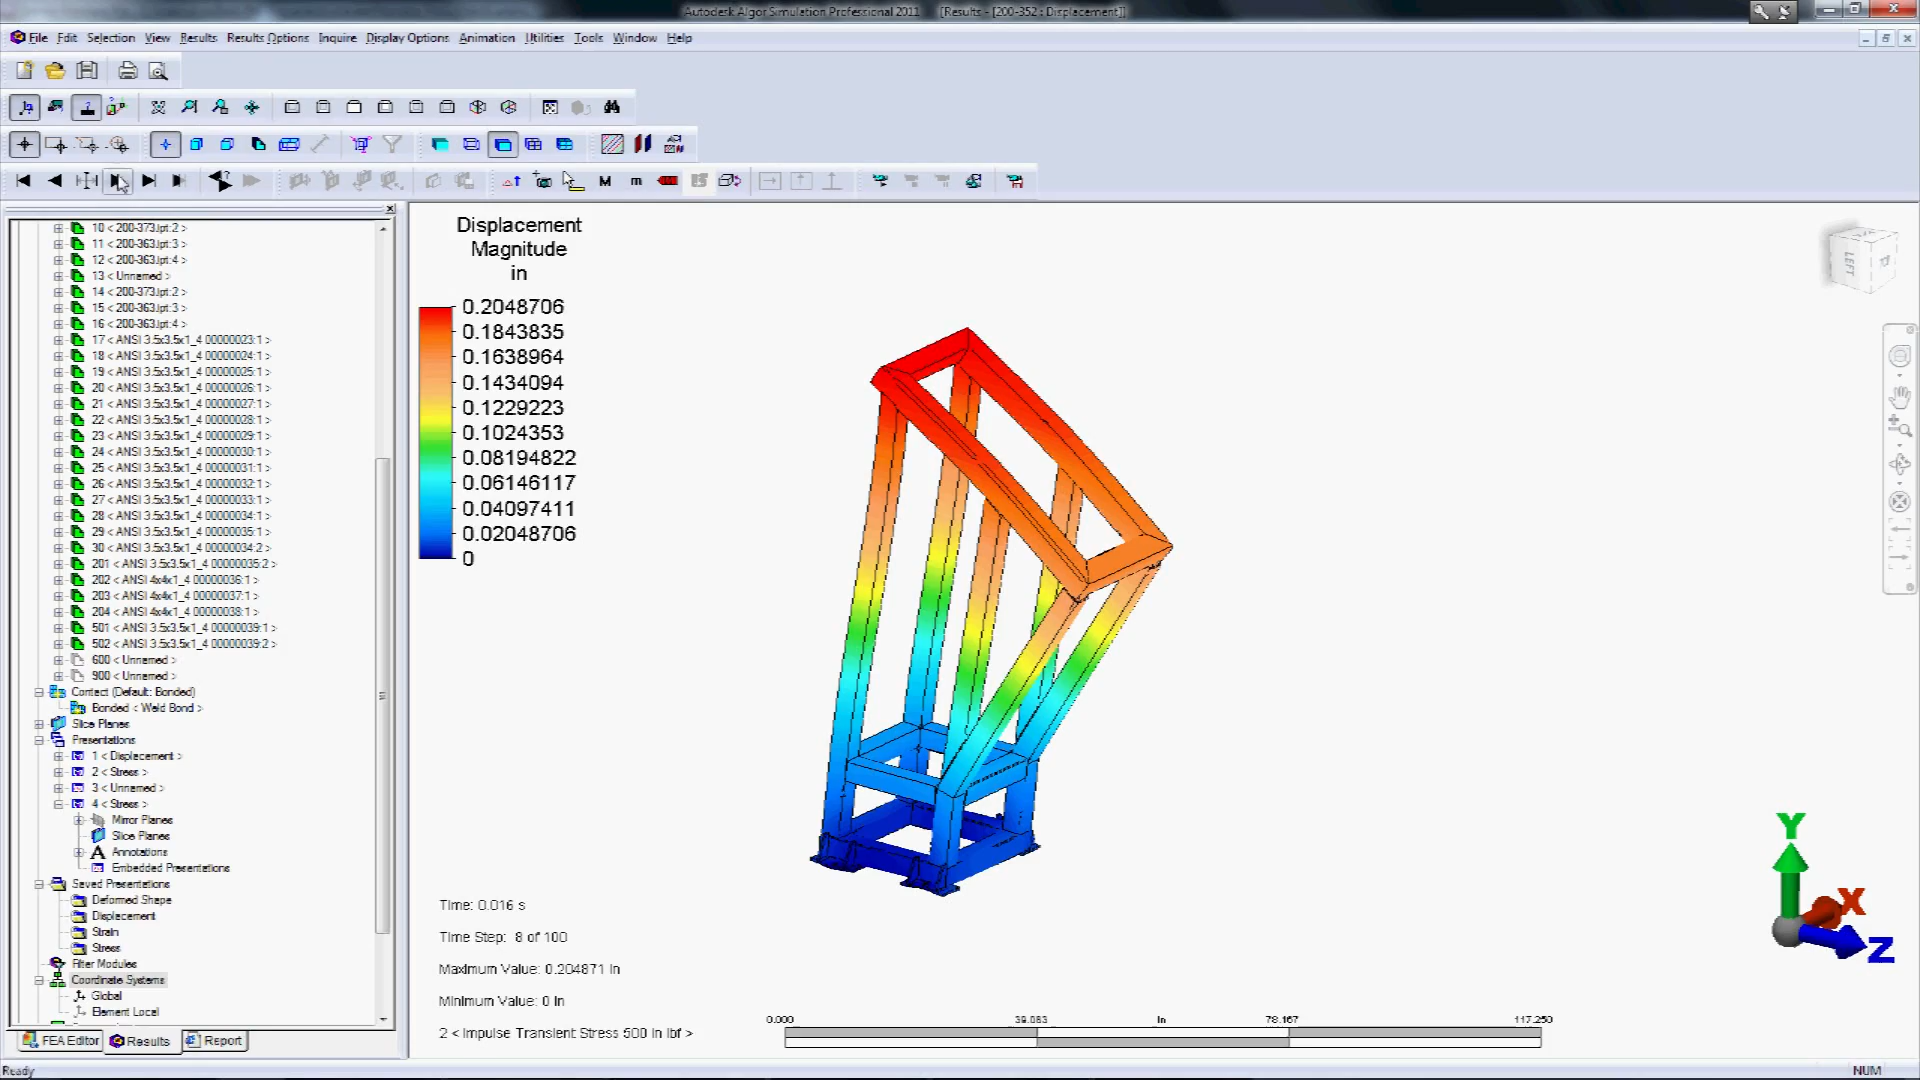 Autodesk Algor Simulation Professional 2011 [Results - [200-352 : Displacement]]
File Edit Selection View Results Results Options Inquire Display Options Animation Utilities Tools Window Help
10 < 200-373.ipt:2 >
11 < 200-363.ipt:3 >
12 < 200-363.ipt:4 >
13 < Unnamed >
14 < 200-373.ipt:2 >
15 < 200-363.ipt:3 >
16 < 200-363.ipt:4 >
17 < ANSI 3.5x3.5x1_4 00000023:1 >
18 < ANSI 3.5x3.5x1_4 00000024:1 >
19 < ANSI 3.5x3.5x1_4 00000025:1 >
20 < ANSI 3.5x3.5x1_4 00000026:1 >
21 < ANSI 3.5x3.5x1_4 00000027:1 >
22 < ANSI 3.5x3.5x1_4 00000028:1 >
23 < ANSI 3.5x3.5x1_4 00000029:1 >
24 < ANSI 3.5x3.5x1_4 00000030:1 >
25 < ANSI 3.5x3.5x1_4 00000031:1 >
26 < ANSI 3.5x3.5x1_4 00000032:1 >
27 < ANSI 3.5x3.5x1_4 00000033:1 >
28 < ANSI 3.5x3.5x1_4 00000034:1 >
29 < ANSI 3.5x3.5x1_4 00000035:1 >
30 < ANSI 3.5x3.5x1_4 00000034:2 >
201 < ANSI 3.5x3.5x1_4 00000035:2 >
202 < ANSI 4x4x1_4 00000036:1 >
203 < ANSI 4x4x1_4 00000037:1 >
204 < ANSI 4x4x1_4 00000038:1 >
501 < ANSI 3.5x3.5x1_4 00000039:1 >
502 < ANSI 3.5x3.5x1_4 00000039:2 >
600 < Unnamed >
900 < Unnamed >
Contact (Default: Bonded)
Bonded < Weld Bond >
Slice Planes
Presentations
1 < Displacement >
2 < Stress >
3 < Unnamed >
4 < Stress >
Mirror Planes
Slice Planes
Annotations
Embedded Presentations
Saved Presentations
Deformed Shape
Displacement
Strain
Stress
Filter Modules
Coordinate Systems
Global
Element Local
FEA Editor Results Report
Ready
Displacement
Magnitude
in
0.2048706
0.1843835
0.1638964
0.1434094
0.1229223
0.1024353
0.08194822
0.06146117
0.04097411
0.02048706
0
LEFT
Time: 0.016 s
Time Step: 8 of 100
Maximum Value: 0.204871 in
Minimum Value: 0 in
2 < Impulse Transient Stress 500 in lbf >
0.000 39.083 in 78.167 117.250
Y
X
Z
NUM